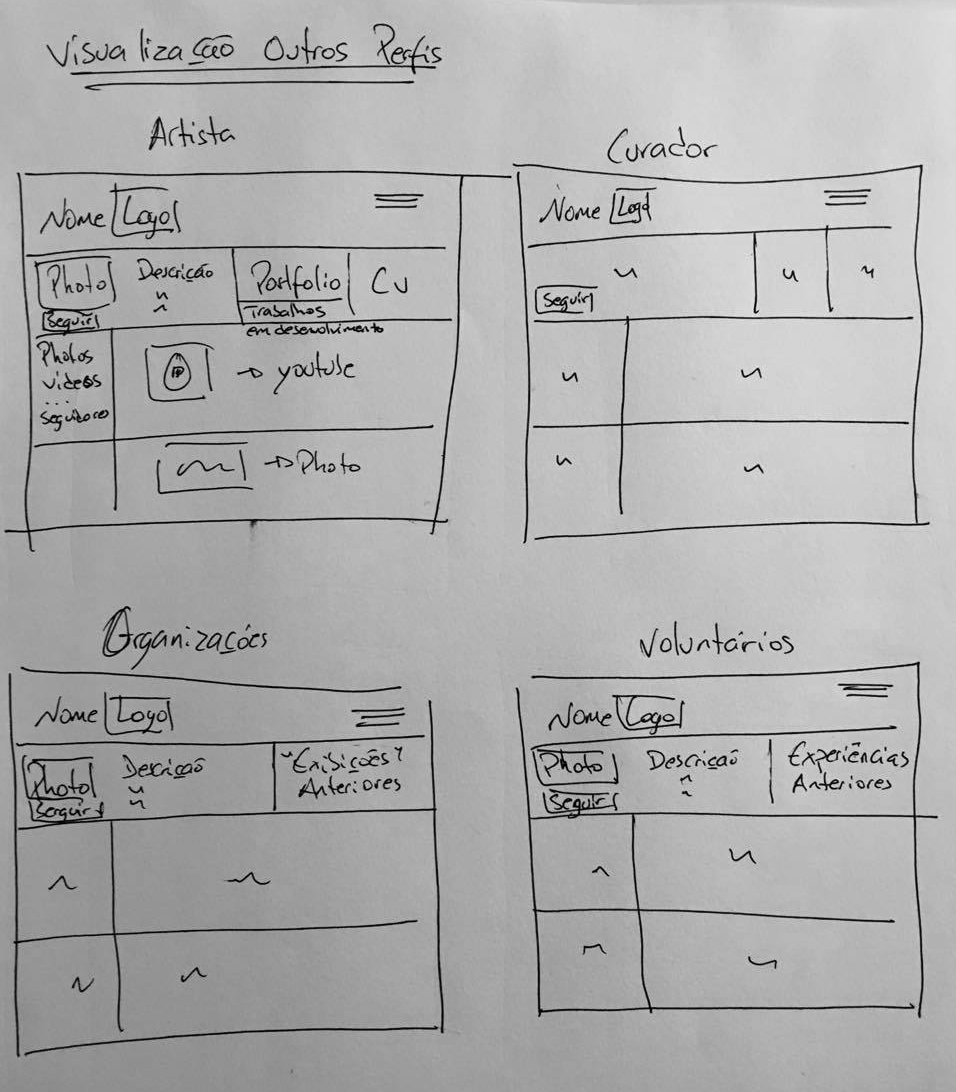 Visualização Outros Perfis
Artista
Nome Logo
Photo
Descrição
Portfolio
Cv
Seguir
Trabalhos
em desenvolvimento
Photos
videos
...
Seguidores
→ youtube
→ Photo
Curador
Nome Logo
Seguir
Organizações
Nome Logo
Photo
Descrição
"Exibições"
Anteriores
Serguir
Voluntários
Nome Logo
Photo
Descrição
Experiências
Anteriores
Seguir